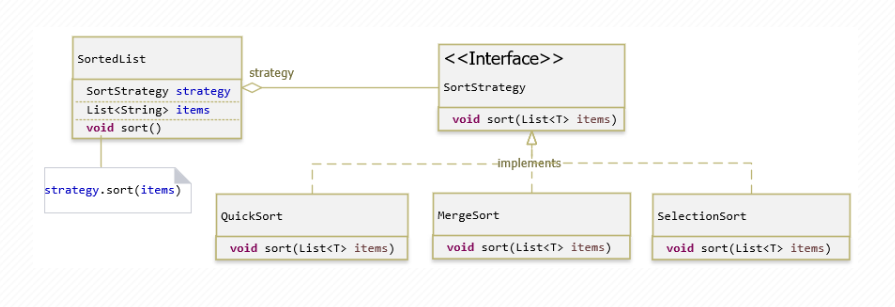 SortedList
SortStrategy strategy
List<String> items
void sort()
strategy.sort(items)
strategy
<<Interface>>
SortStrategy
void sort(List<T> items)
implements
QuickSort
void sort(List<T> items)
MergeSort
void sort(List<T> items)
SelectionSort
void sort(List<T> items)